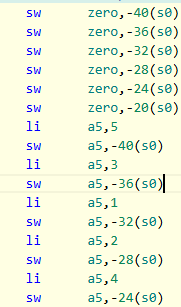 sw zero,-40(s0)
sw zero,-36(s0)
sw zero,-32(s0)
sw zero,-28(s0)
sw zero,-24(s0)
sw zero,-20(s0)
li a5,5
sw a5,-40(s0)
li a5,3
sw a5,-36(s0)
li a5,1
sw a5,-32(s0)
li a5,2
sw a5,-28(s0)
li a5,4
sw a5,-24(s0)